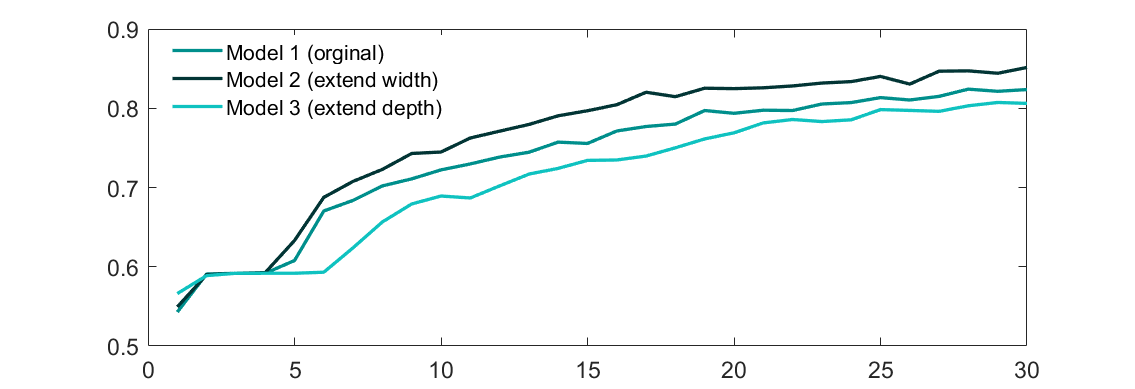 0.9
Model 1 (orginal)
Model 2 (extend width)
0.8
Model 3 (extend depth)
0.7
0.6
0.5
0 5 10 15 20 25 30